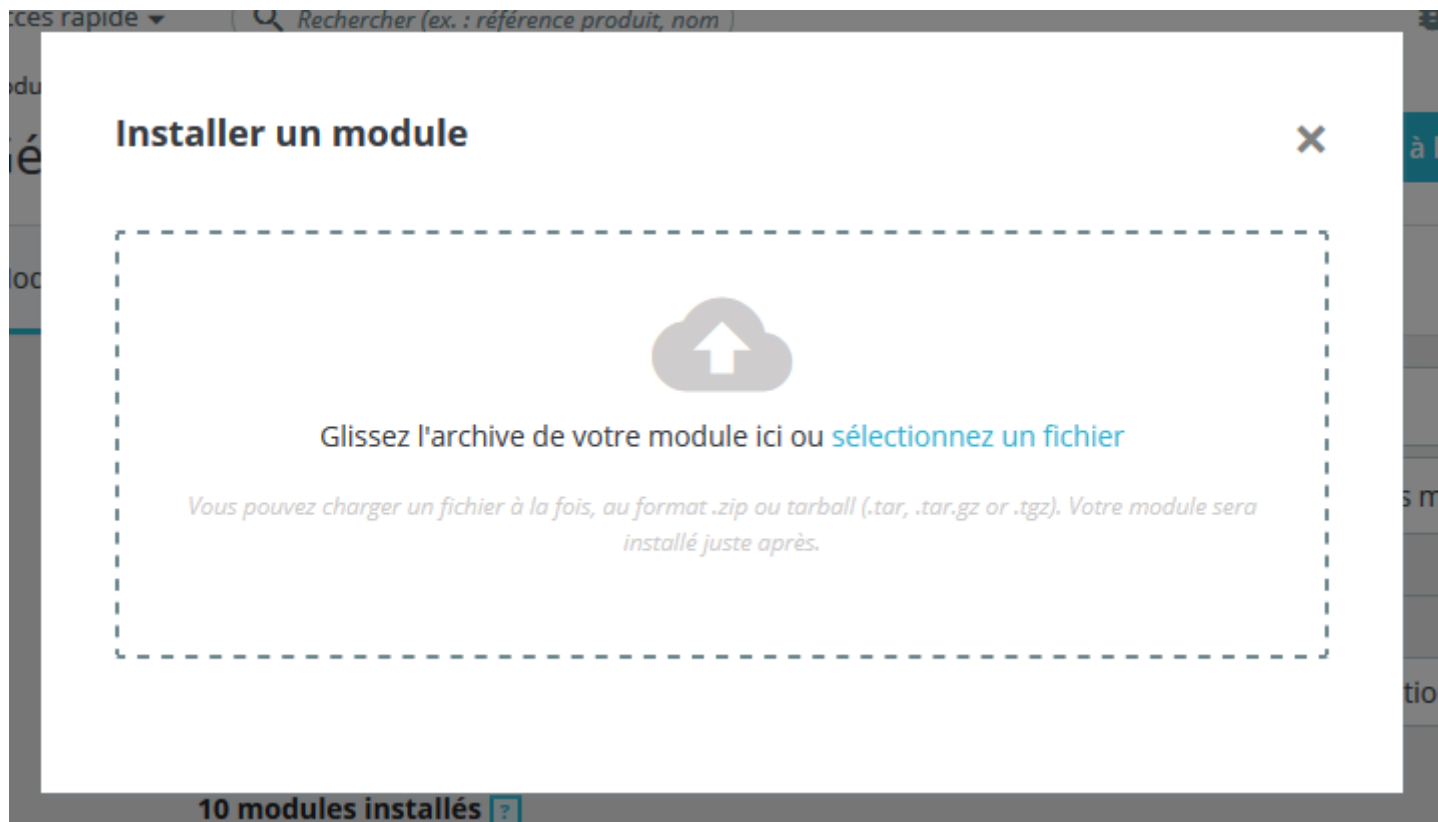 rapide
Rechercher (ex. : référence produit, nom
Installer un module
à
Glissez l'archive de votre module ici ou sélectionnez un fichier
Vous pouvez charger un fichier à la fois, au format .zip ou tarball (.tar, .tar.gz or .tgz). Votre module sera
installé juste après.
10 modules installés ?